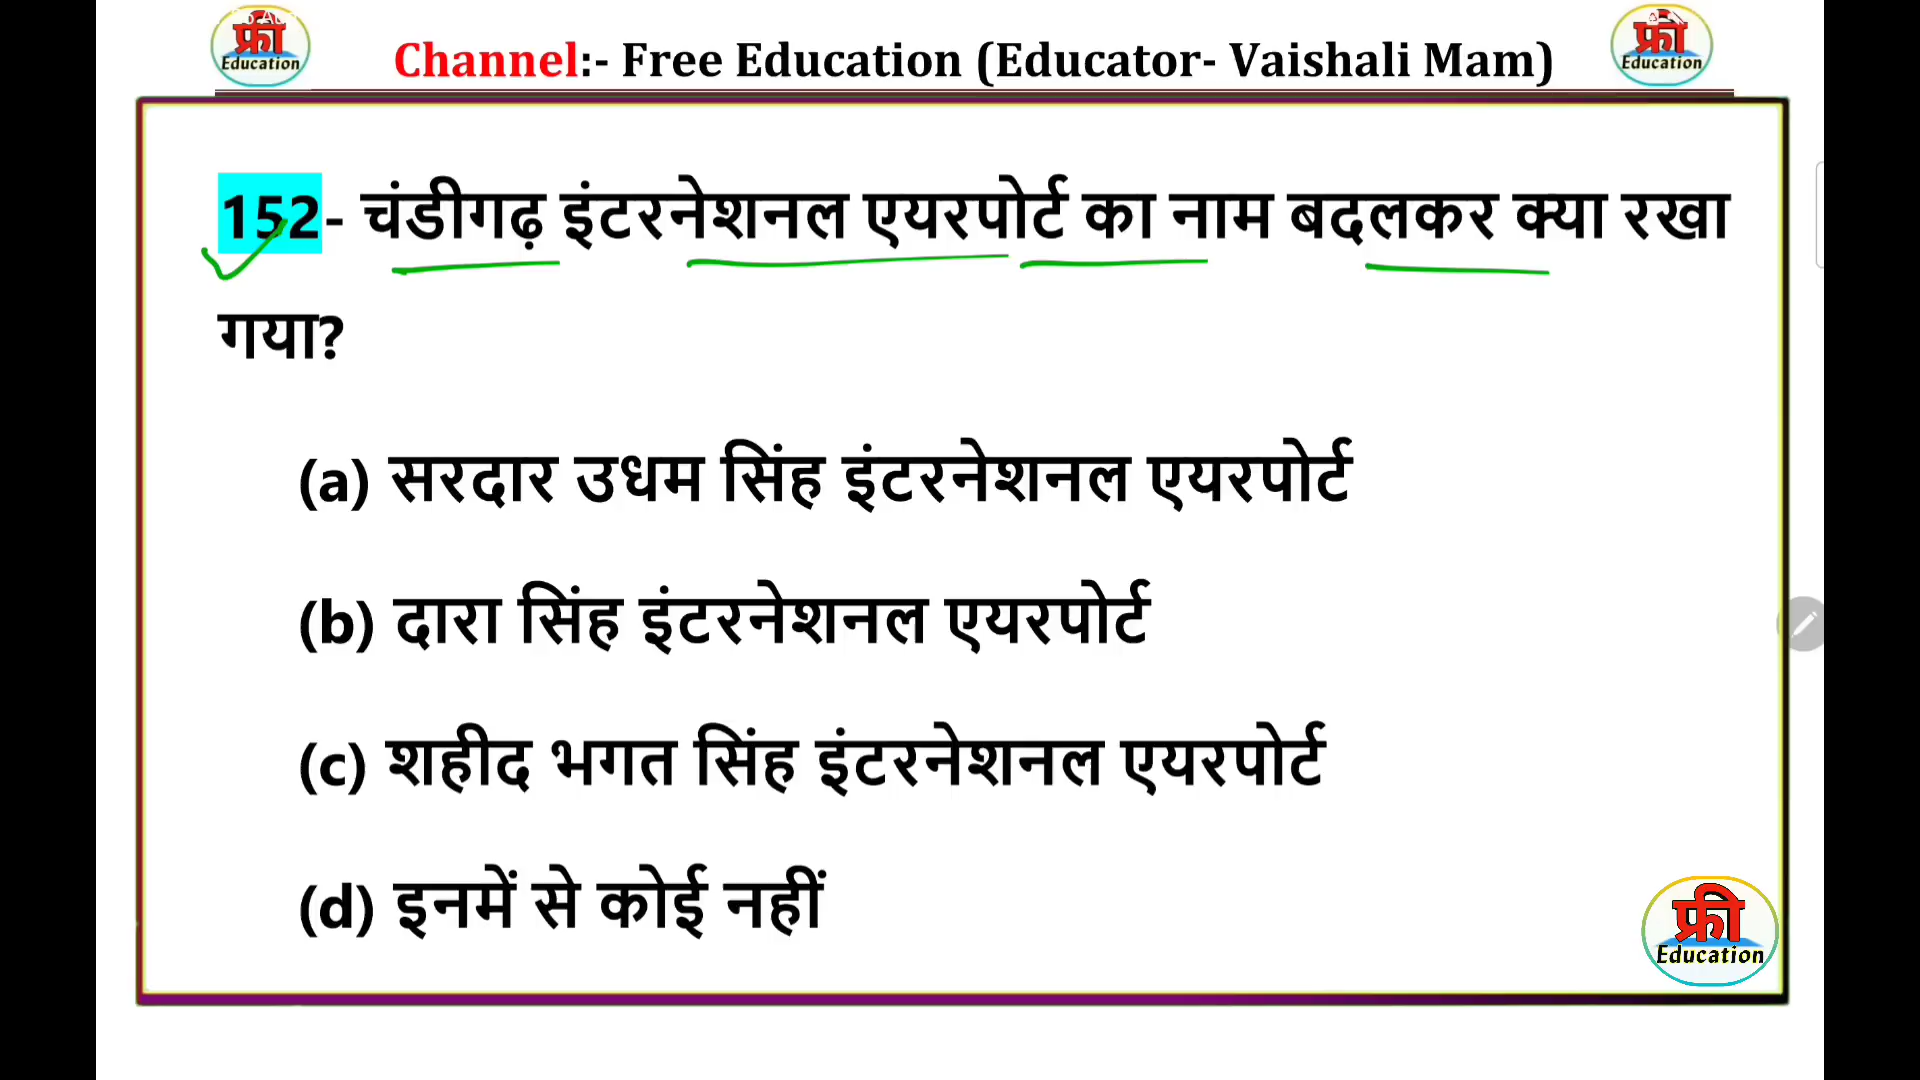 फ्री
Education
Channel:- Free Education (Educator- Vaishali Mam)
फ्री
Education
152- चंडीगढ़ इंटरनेशनल एयरपोर्ट का नाम बदलकर क्या रखा
गया?
(a) सरदार उधम सिंह इंटरनेशनल एयरपोर्ट
(b) दारा सिंह इंटरनेशनल एयरपोर्ट
(c) शहीद भगत सिंह इंटरनेशनल एयरपोर्ट
(d) इनमें से कोई नहीं
फ्री
Education